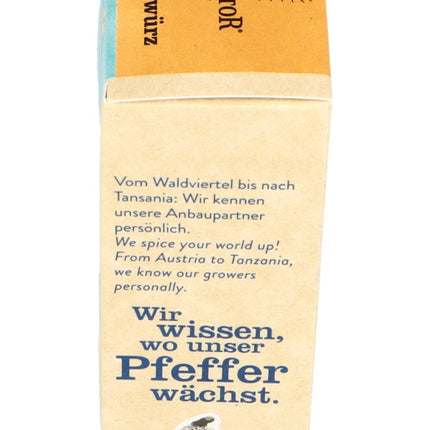 roR®
würz
Vom Waldviertel bis nach
Tansania: Wir kennen
unsere Anbaupartner
persönlich.
We spice your world up!
From Austria to Tanzania,
we know our growers
personally.
Wir
wissen,
wo unser
Pfeffer
wächst.